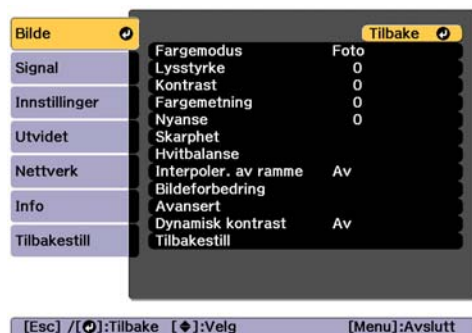 Bilde
Signal
Innstillinger
Utvidet
Nettverk
Info
Tilbakestill
Tilbake
Fargemodus Foto
Lysstyrke 0
Kontrast 0
Fargemetning 0
Nyanse 0
Skarphet
Hvitbalanse
Interpoler. av ramme Av
Bildeforbedring
Avansert
Dynamisk kontrast Av
Tilbakestill
[Esc] /[ ]:Tilbake [ ]:Velg [Menu]:Avslutt